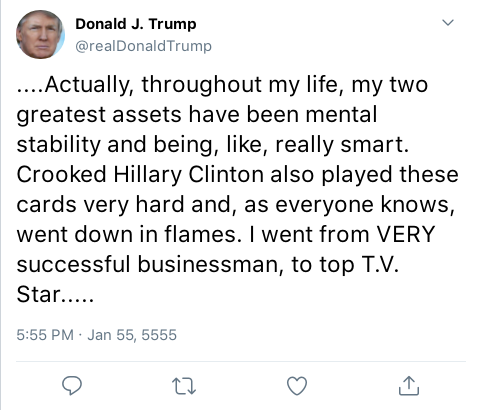 Donald J. Trump
@realDonaldTrump
....Actually, throughout my life, my two
greatest assets have been mental
stability and being, like, really smart.
Crooked Hillary Clinton also played these
cards very hard and, as everyone knows,
went down in flames. I went from VERY
successful businessman, to top T.V.
Star.....
5:55 PM · Jan 55, 5555